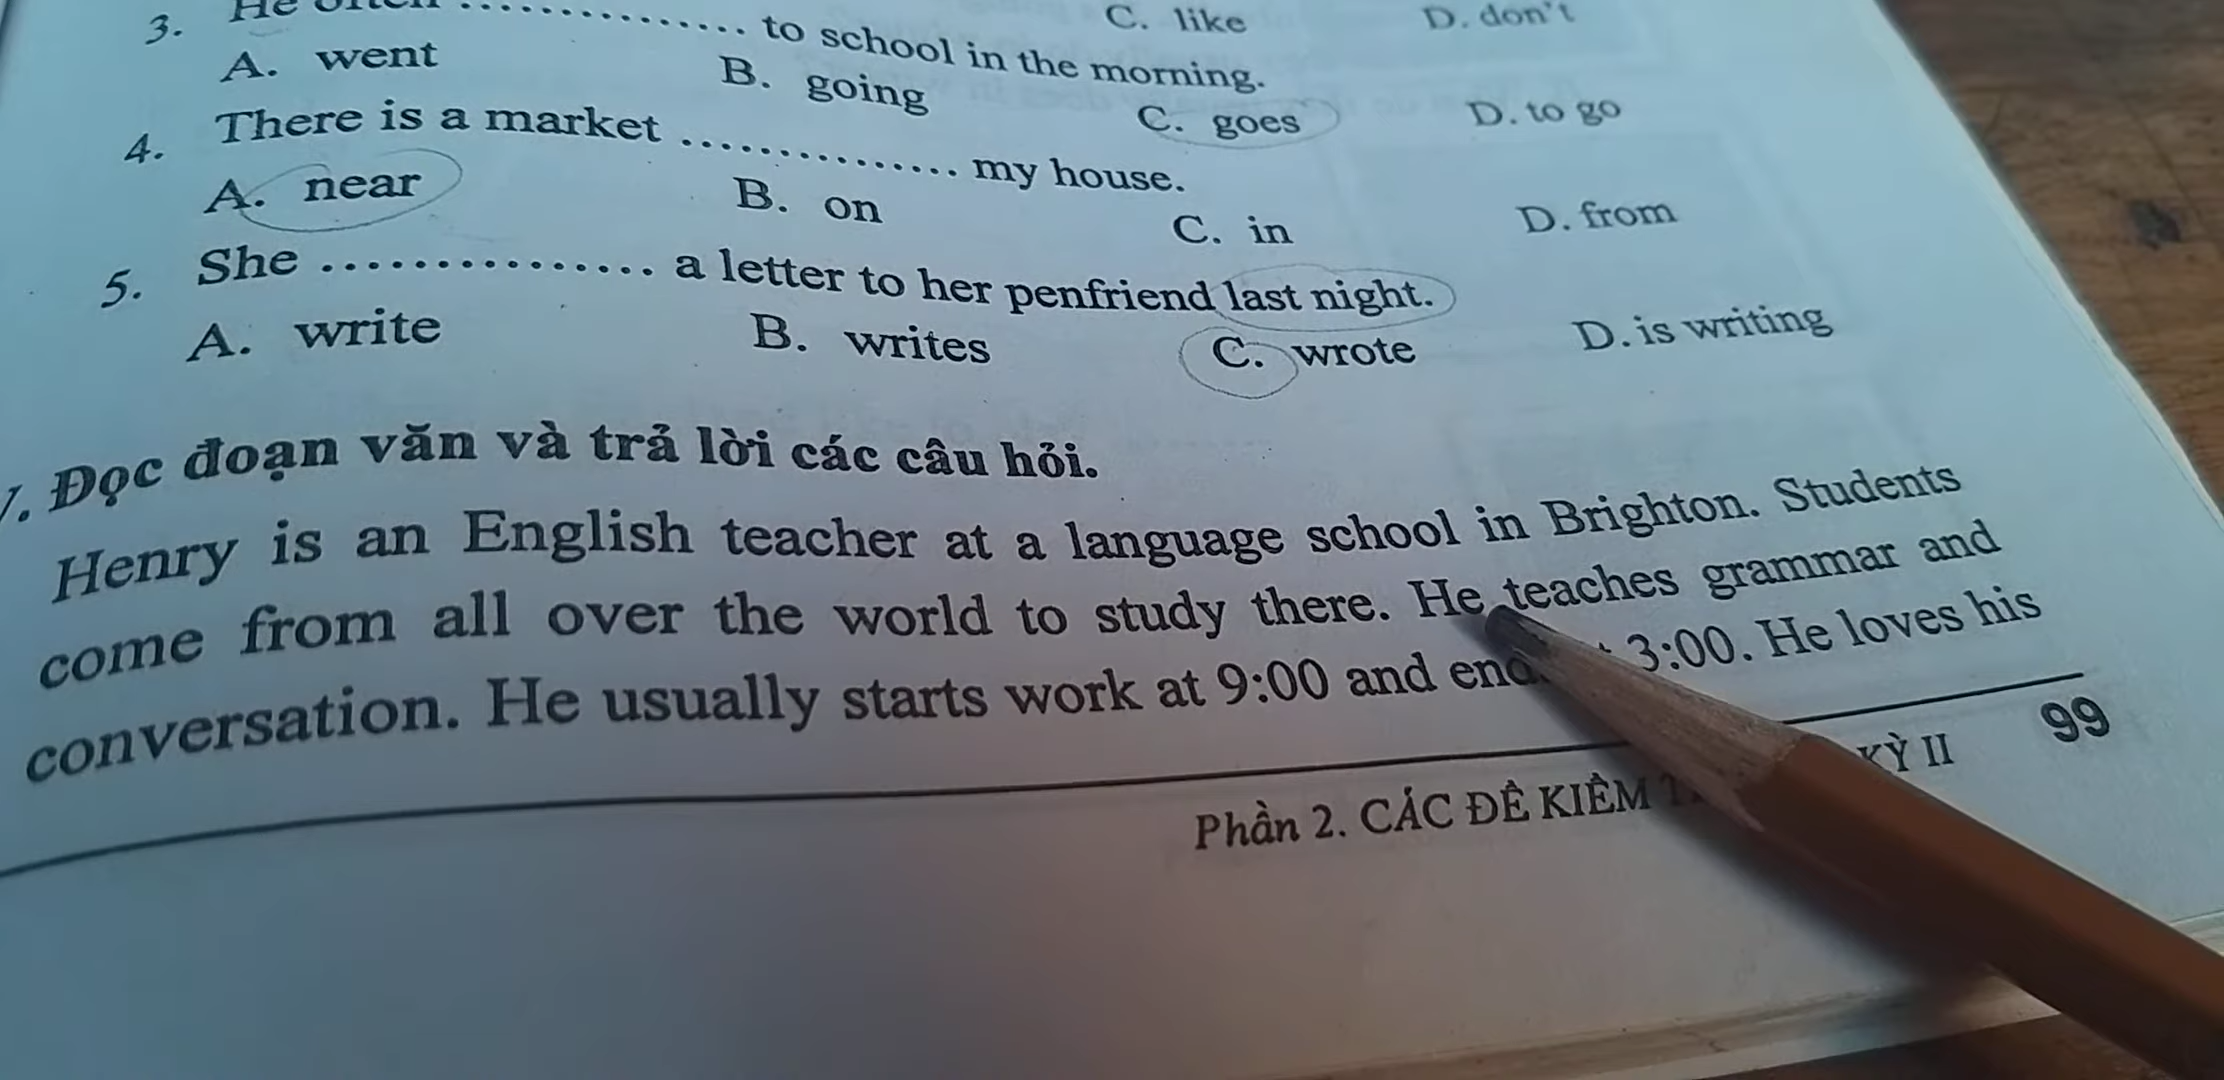 3. He often .................... to school in the morning.
C. like D. don't
A. went B. going C. goes D. to go
4. There is a market .................... my house.
A. near B. on C. in D. from
5. She .................... a letter to her penfriend last night.
A. write B. writes C. wrote D. is writing
. Đọc đoạn văn và trả lời các câu hỏi.
Henry is an English teacher at a language school in Brighton. Students
come from all over the world to study there. He teaches grammar and
conversation. He usually starts work at 9:00 and 3:00. He loves his
Phần 2. CÁC ĐỀ KIỂM KỲ II 99